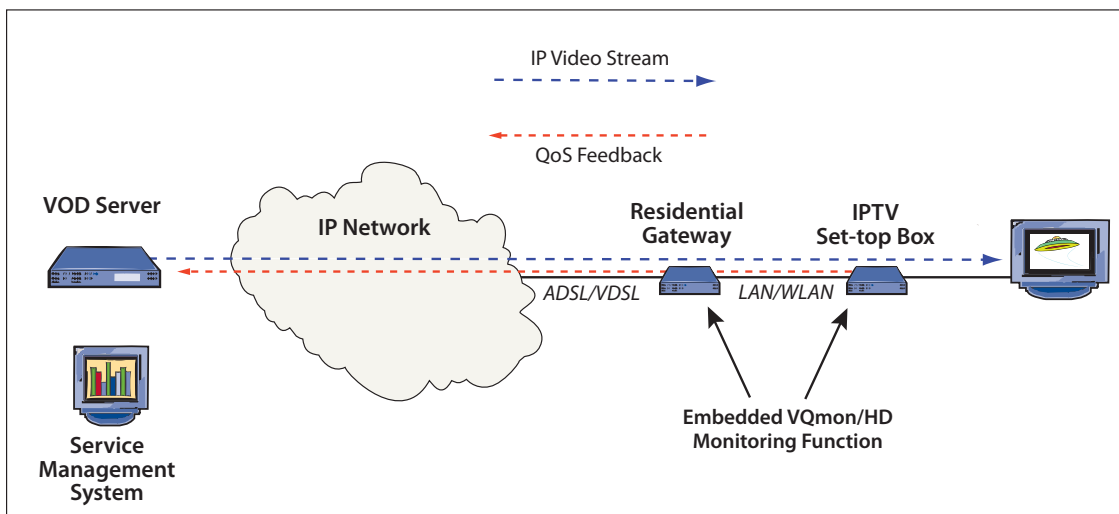 IP Video Stream
QoS Feedback
VOD Server
IP Network
Residential
Gateway
IPTV
Set-top Box
ADSL/VDSL
LAN/WLAN
Embedded VQmon/HD
Monitoring Function
Service
Management
System